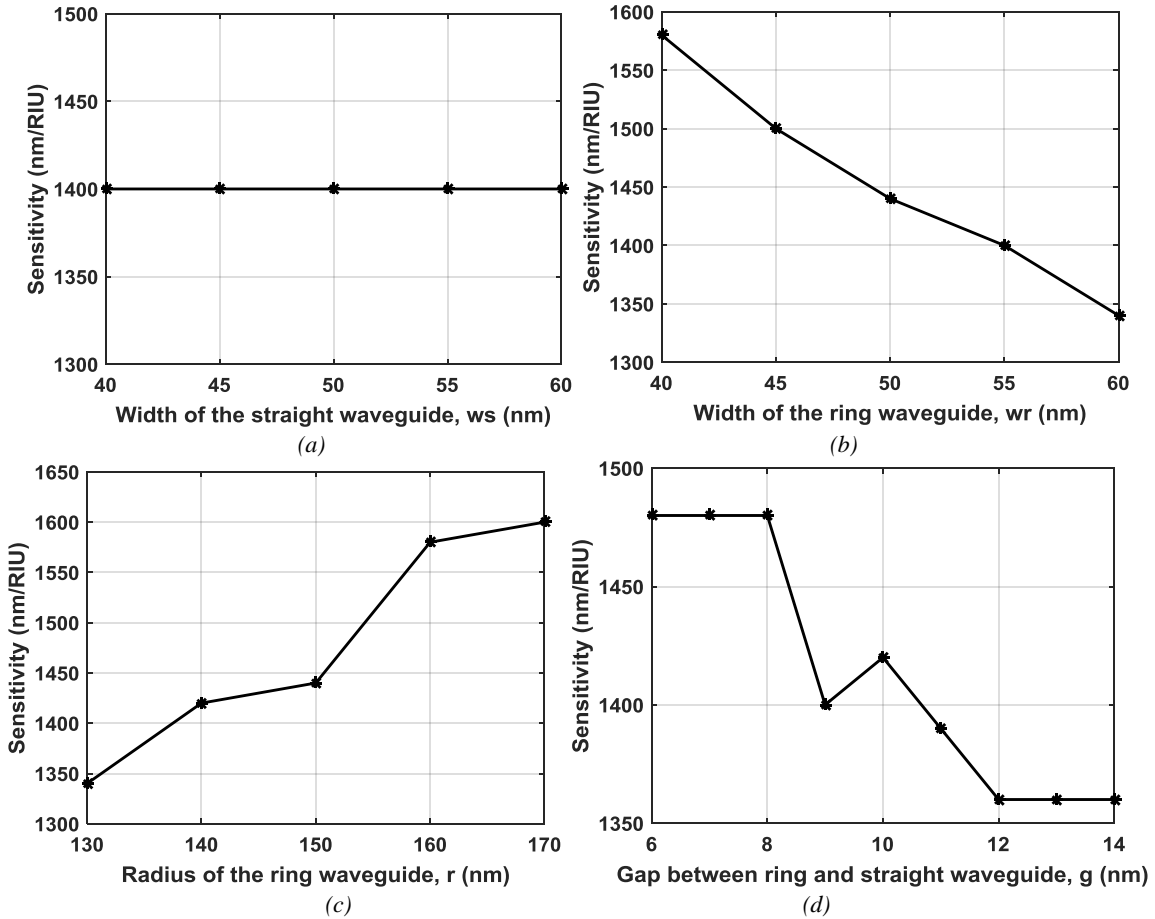 1500
1450
1400
1350
1300
40 45 50 55 60
Sensitivity (nm/RIU)
Width of the straight waveguide, ws (nm)
(a)
1600
1550
1500
1450
1400
1350
1300
40 45 50 55 60
Sensitivity (nm/RIU)
Width of the ring waveguide, wr (nm)
(b)
1650
1600
1550
1500
1450
1400
1350
1300
130 140 150 160 170
Sensitivity (nm/RIU)
Radius of the ring waveguide, r (nm)
(c)
1500
1450
1400
1350
6 8 10 12 14
Sensitivity (nm/RIU)
Gap between ring and straight waveguide, g (nm)
(d)